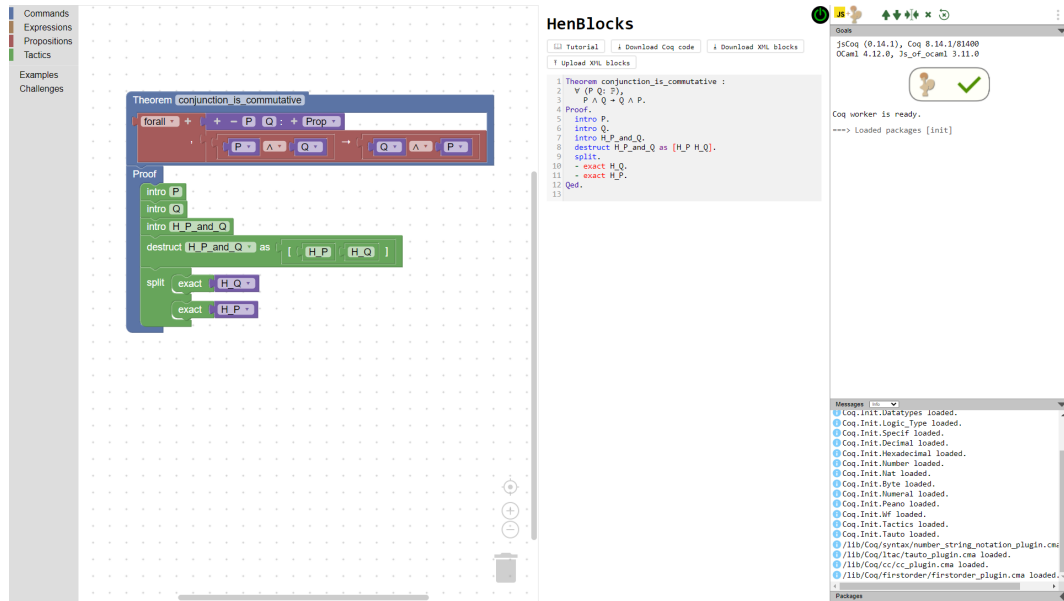 Commands
Expressions
Propositions
Tactics
Examples
Challenges
Theorem conjunction_is_commutative
forall + + − P Q : + Prop
, P ∧ Q → Q ∧ P
Proof
intro P
intro Q
intro H_P_and_Q
destruct H_P_and_Q as [ H_P H_Q ]
split exact H_Q
exact H_P
HenBlocks
Tutorial
Download Coq code
Download XML blocks
Upload XML blocks
1 Theorem conjunction_is_commutative :
2 ∀ (P Q: ℙ),
3 P ∧ Q → Q ∧ P.
4 Proof.
5 intro P.
6 intro Q.
7 intro H_P_and_Q.
8 destruct H_P_and_Q as [H_P H_Q].
9 split.
10 - exact H_Q.
11 - exact H_P.
12 Qed.
13
JS
Goals
jsCoq (0.14.1), Coq 8.14.1/81400
OCaml 4.12.0, Js_of_ocaml 3.11.0
Coq worker is ready.
===> Loaded packages [init]
Messages Info
Coq.Init.Datatypes loaded.
Coq.Init.Logic_Type loaded.
Coq.Init.Specif loaded.
Coq.Init.Decimal loaded.
Coq.Init.Hexadecimal loaded.
Coq.Init.Number loaded.
Coq.Init.Nat loaded.
Coq.Init.Byte loaded.
Coq.Init.Numeral loaded.
Coq.Init.Peano loaded.
Coq.Init.Wf loaded.
Coq.Init.Tactics loaded.
Coq.Init.Tauto loaded.
/lib/Coq/syntax/number_string_notation_plugin.cma
/lib/Coq/ltac/tauto_plugin.cma loaded.
/lib/Coq/cc/cc_plugin.cma loaded.
/lib/Coq/firstorder/firstorder_plugin.cma loaded.
Packages